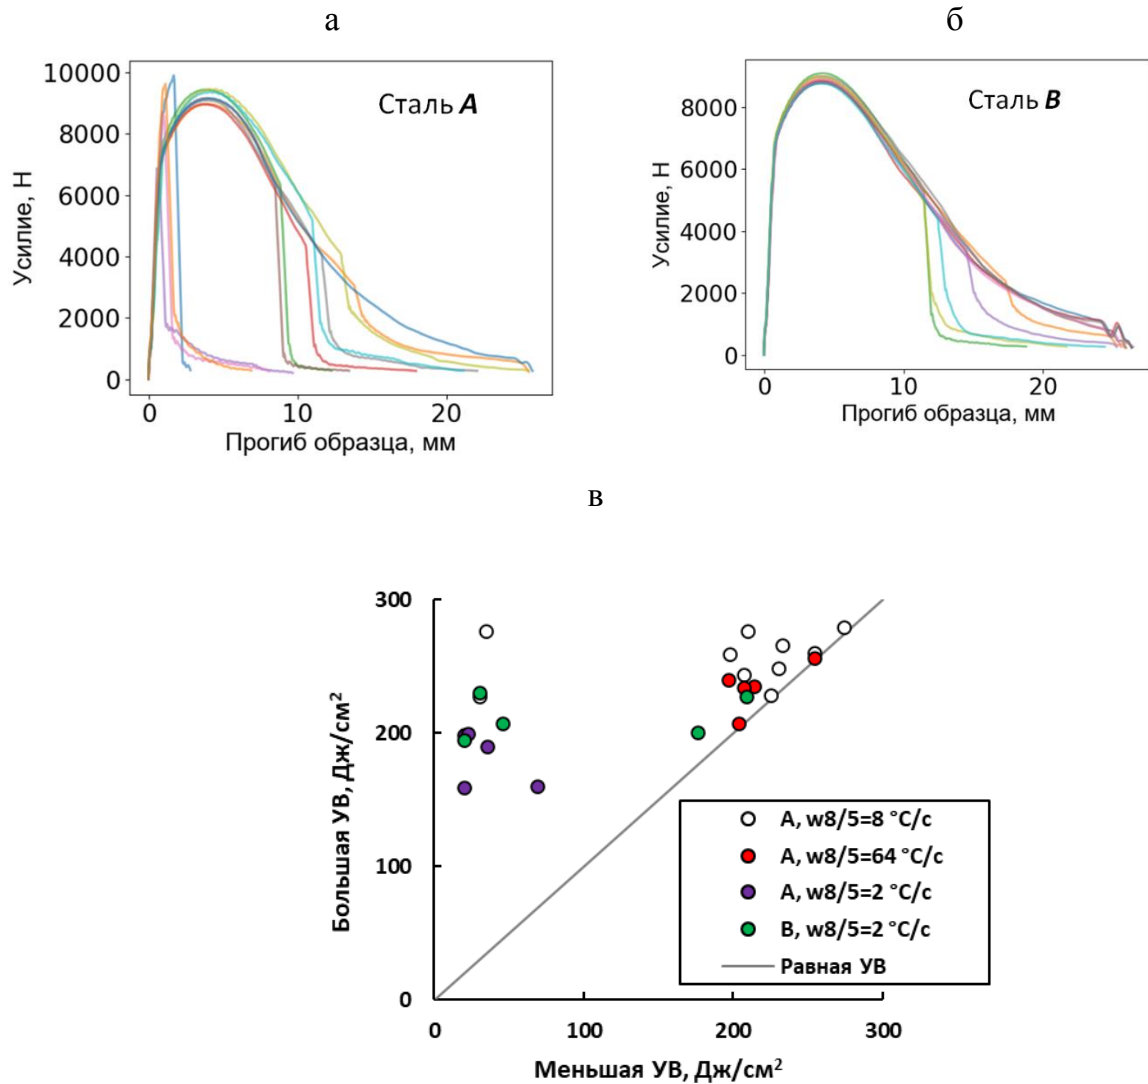 а
б
10000
8000
6000
4000
2000
0
Сталь A
Усилие, Н
0
10
20
Прогиб образца, мм
8000
6000
4000
2000
0
Сталь B
Усилие, Н
0
10
20
Прогиб образца, мм
в
300
200
100
0
Большая УВ, Дж/см²
A, w8/5=8 °C/c
A, w8/5=64 °C/c
A, w8/5=2 °C/c
B, w8/5=2 °C/c
Равная УВ
0
100
200
300
Меньшая УВ, Дж/см²